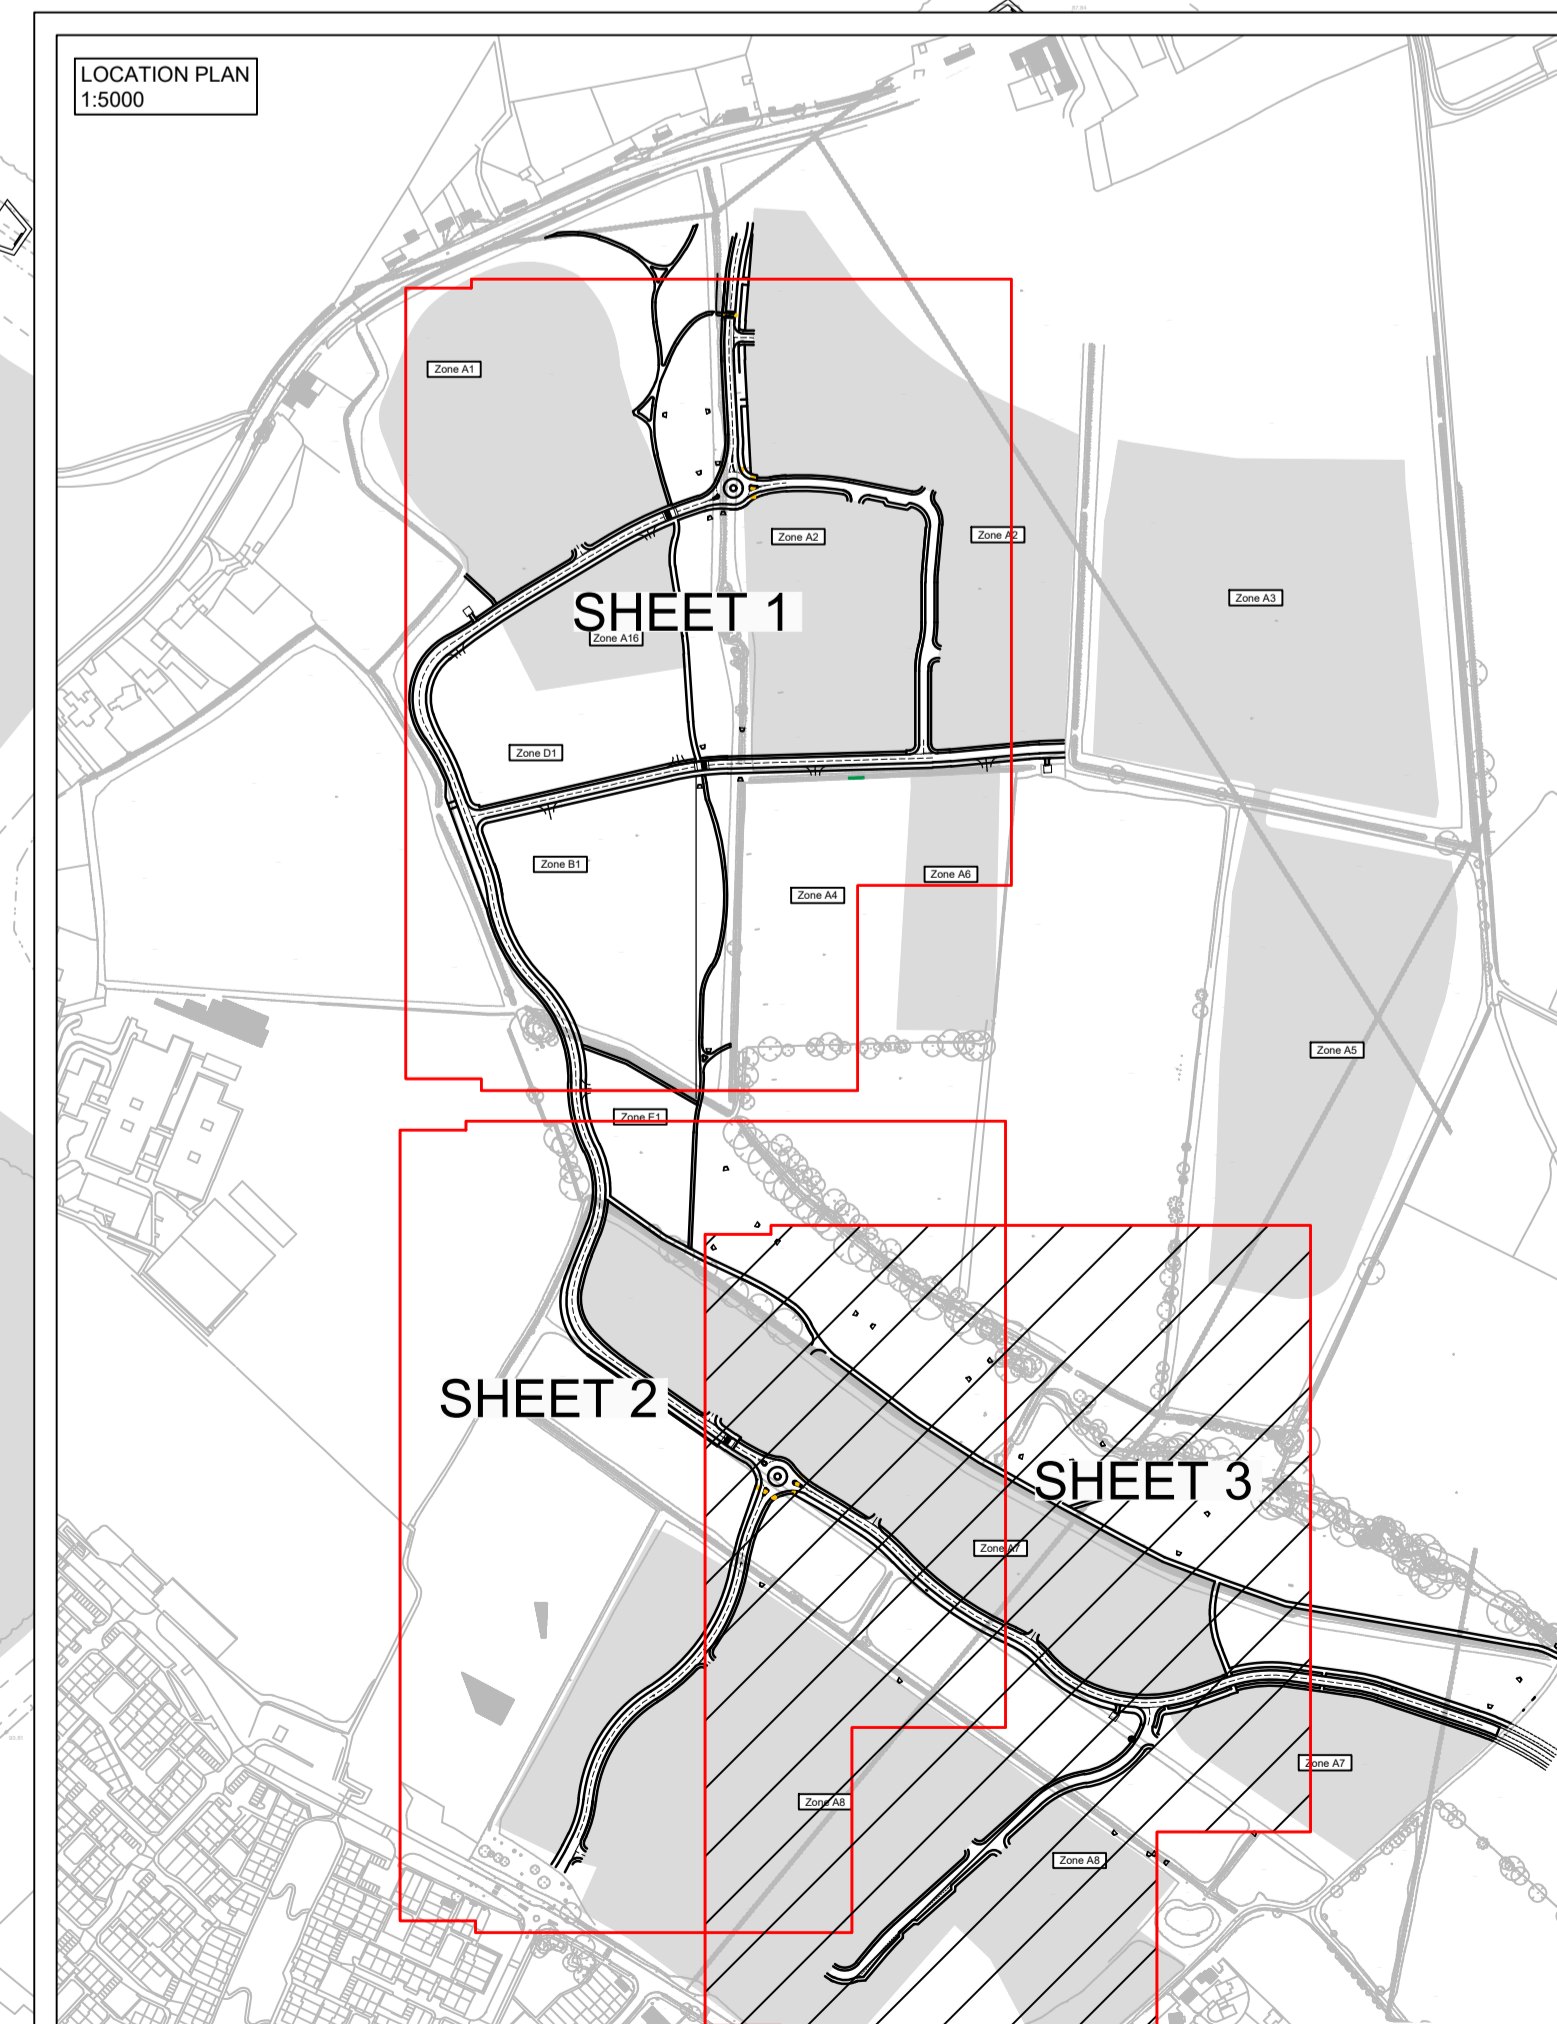 LOCATION PLAN
1:5000
Zone A1
Zone A2
Zone A2
Zone A3
SHEET 1
Zone A16
Zone D1
Zone B1
Zone A4
Zone A6
Zone A5
Zone E1
SHEET 2
SHEET 3
Zone A7
Zone A7
Zone A8
Zone A8